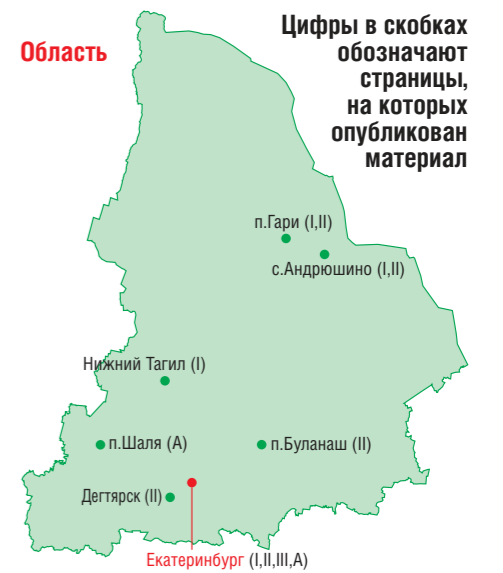 Область
Цифры в скобках
обозначают
страницы,
на которых
опубликован
материал
п.Гари (I,II)
с.Андрюшино (I,II)
Нижний Тагил (I)
п.Шаля (А)
п.Буланаш (II)
Дегтярск (II)
Екатеринбург (I,II,III,А)